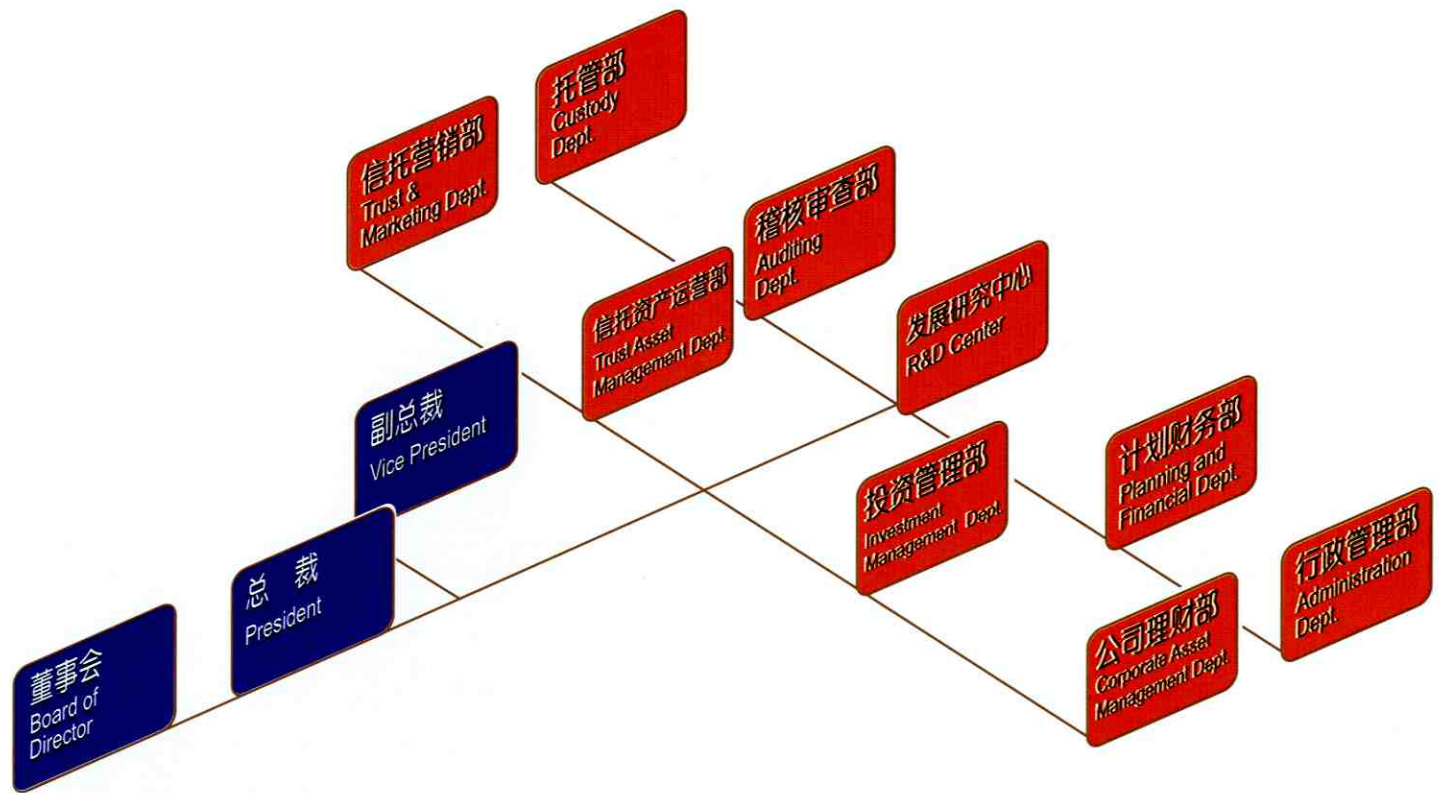 托管部
Custody
Dept.
信托营销部
Trust &
Marketing Dept.
稽核审查部
Auditing
Dept.
信托资产运营部
Trust Asset
Management Dept.
发展研究中心
R&D Center
副总裁
Vice President
计划财务部
Planning and
Financial Dept.
投资管理部
Investment
Management Dept.
行政管理部
Administration
Dept.
总 裁
President
公司理财部
Corporate Asset
Management Dept.
董事会
Board of
Director